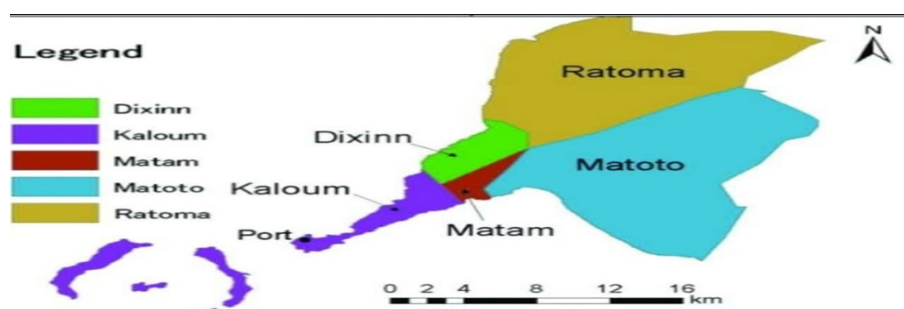 N
Legend
Ratoma
Dixinn
Kaloum
Matam
Matoto
Ratoma
Dixinn
Matoto
Kaloum
Port
Matam
0 2 4 8 12 16
km